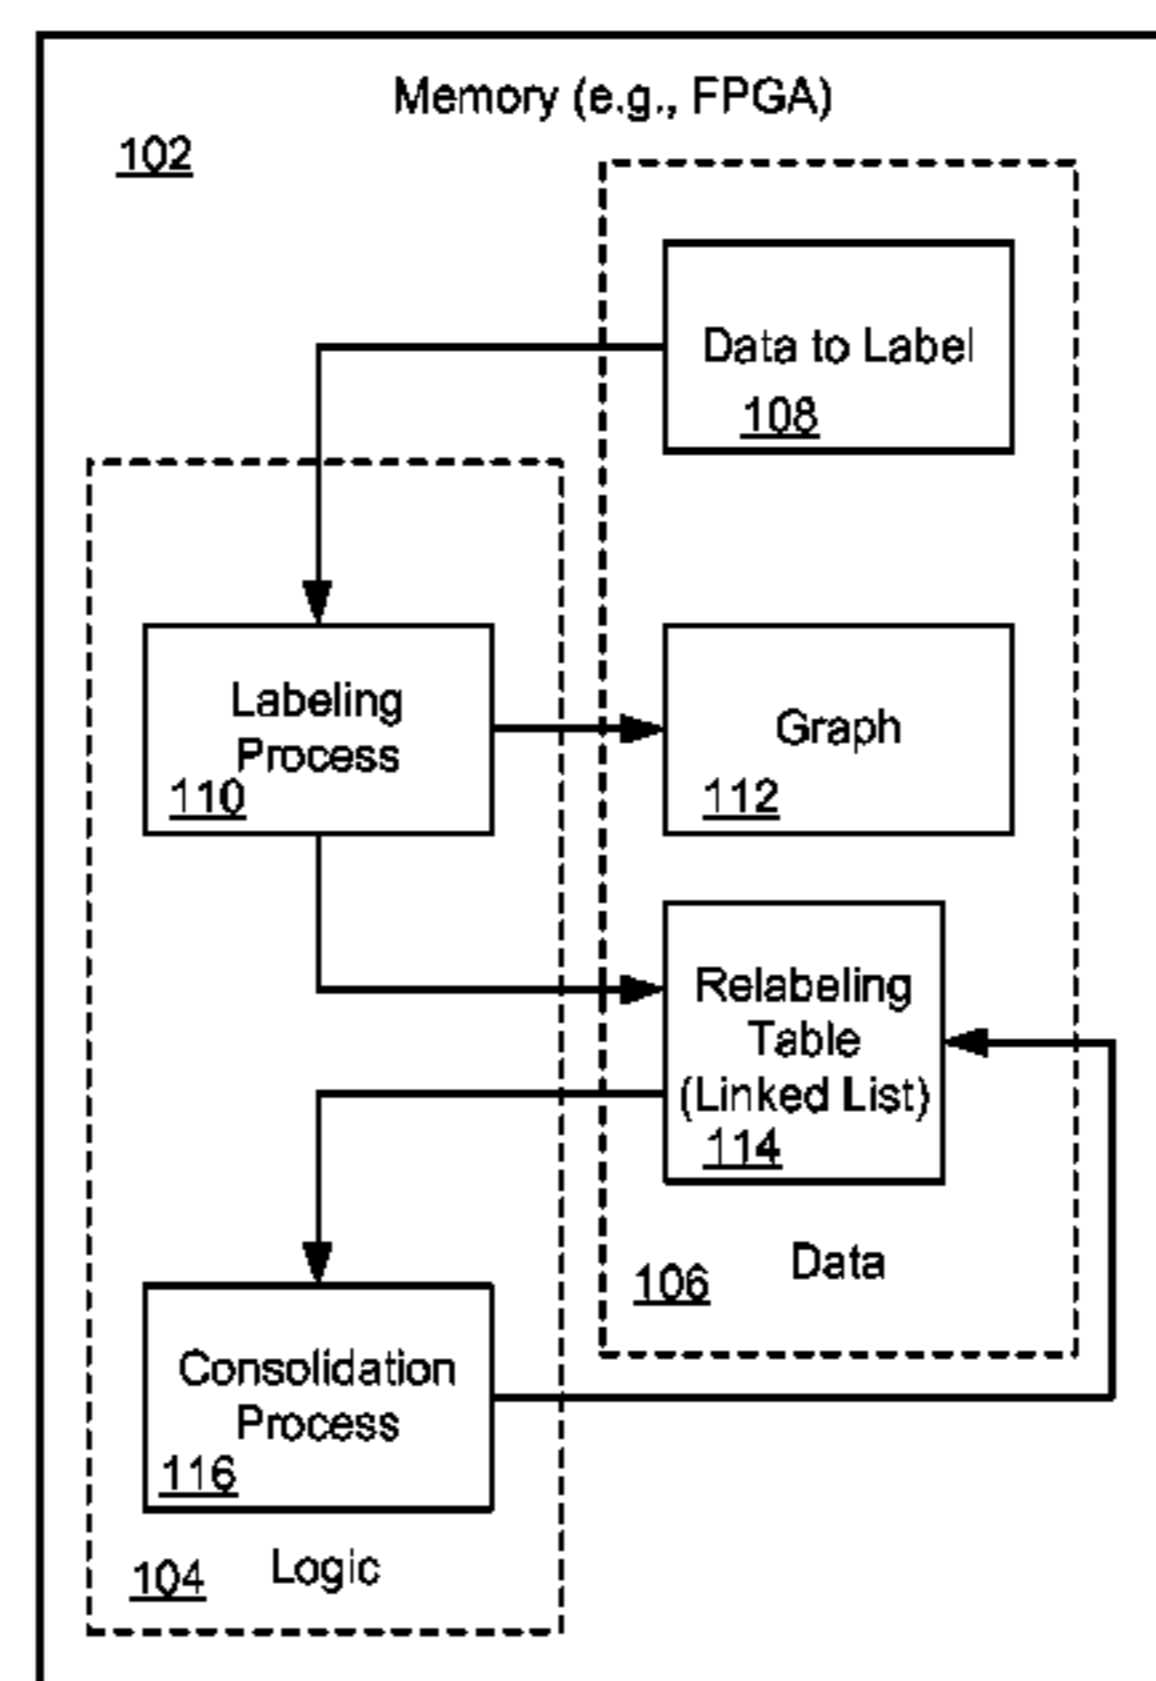 Memory (e.g., FPGA)
102
Data to Label
108
Labeling
Process
110
Graph
112
Relabeling
Table
(Linked List)
114
Data
106
Consolidation
Process
116
Logic
104